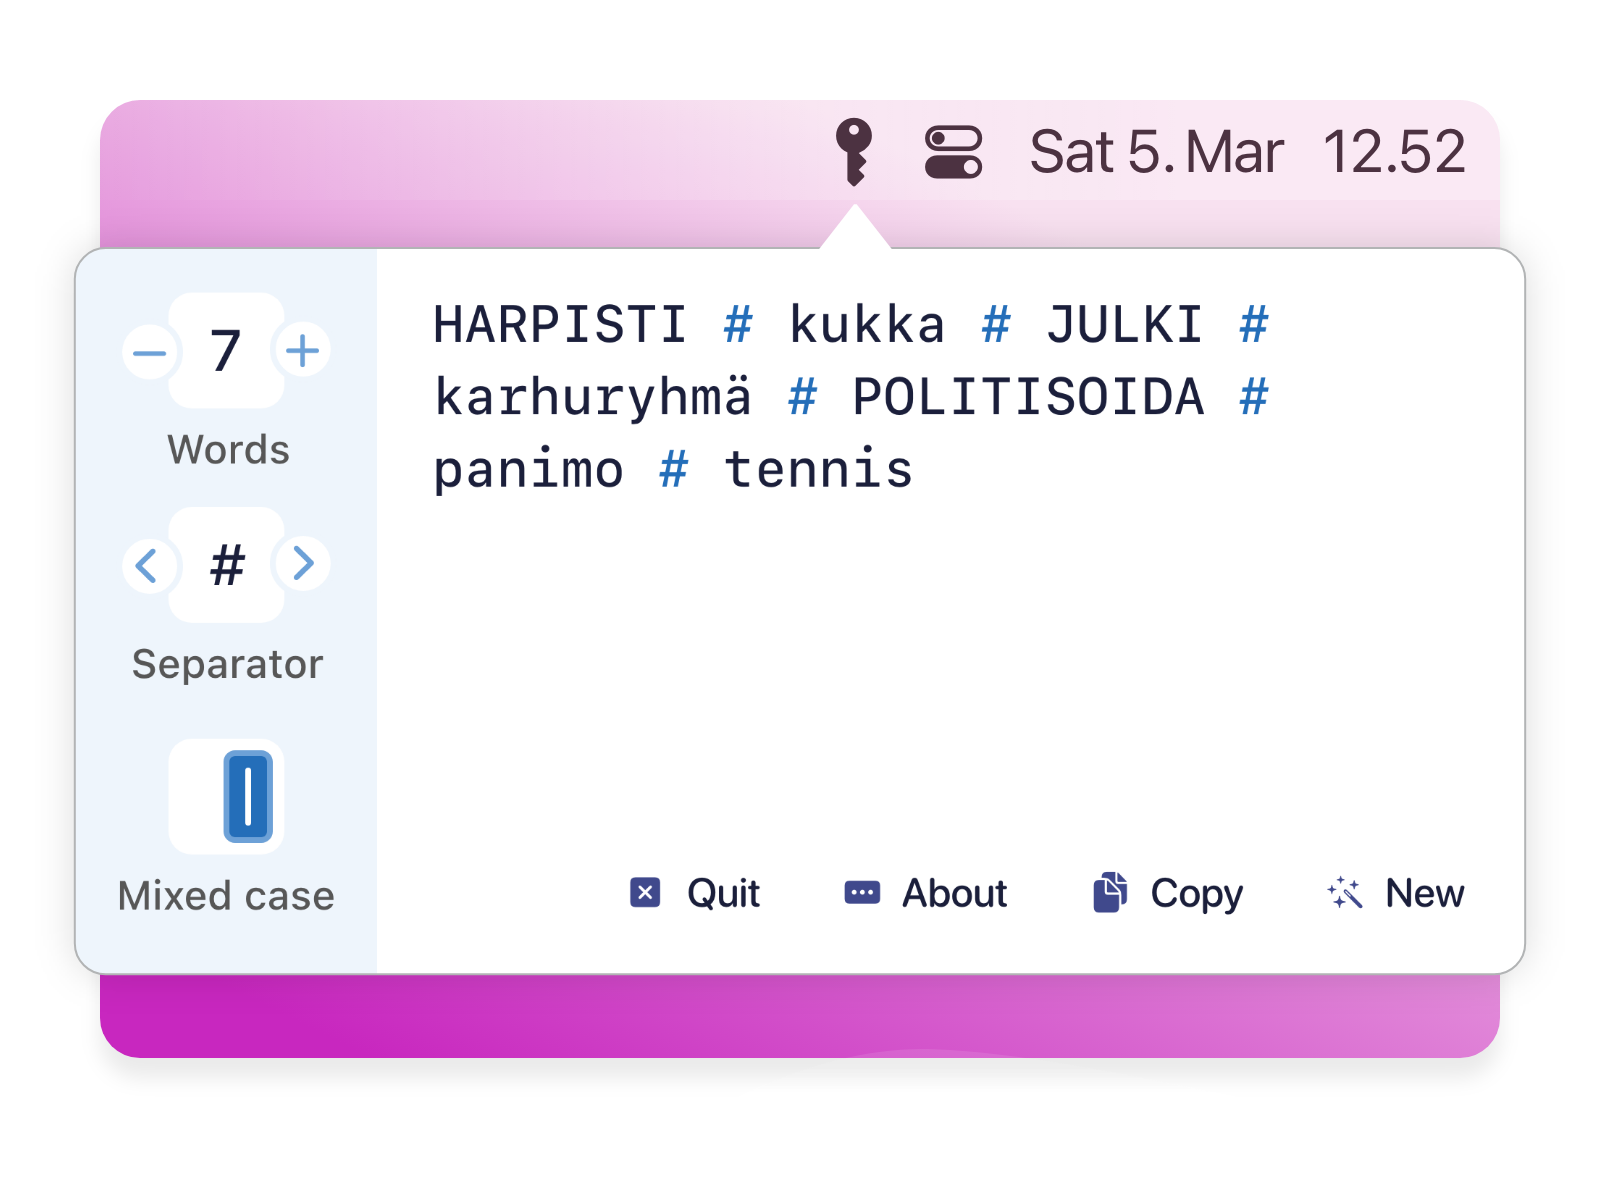 Sat 5. Mar 12.52
7
Words
#
Separator
Mixed case
HARPISTI # kukka # JULKI #
karhuryhmä # POLITISOIDA #
panimo # tennis
Quit About Copy New